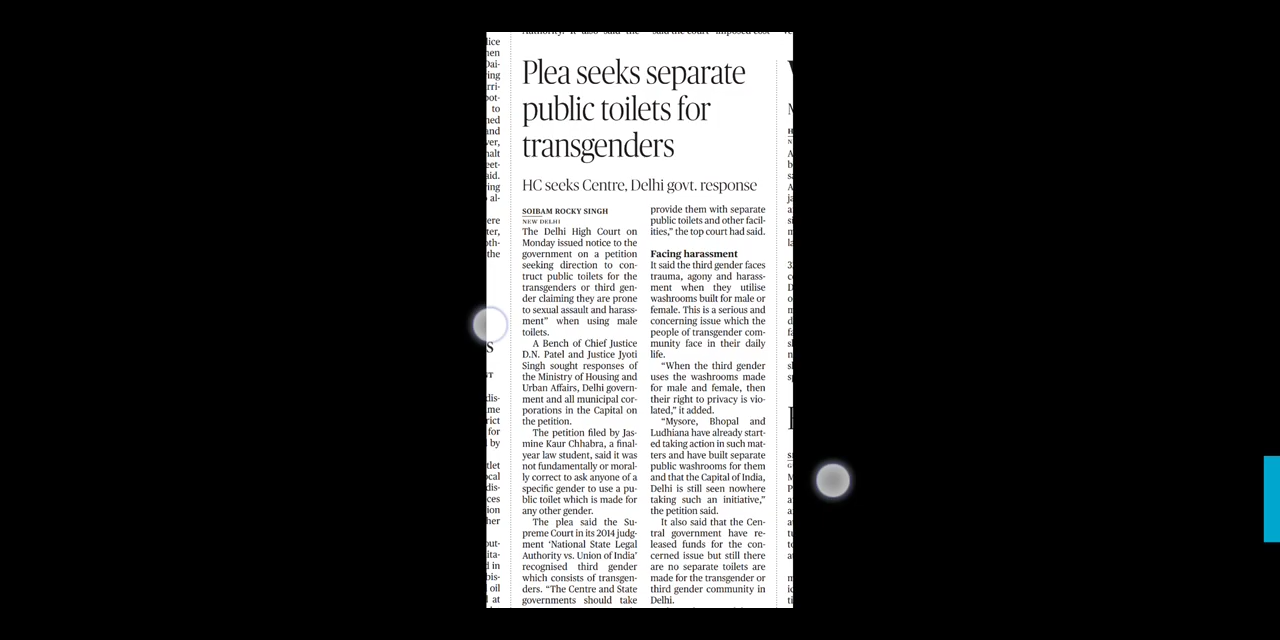 Plea seeks separate
public toilets for
transgenders
HC seeks Centre, Delhi govt. response
SOIBAM ROCKY SINGH
NEW DELHI
The Delhi High Court on
Monday issued notice to the
government on a petition
seeking direction to con-
truct public toilets for the
transgenders or third gen-
der claiming they are prone
to sexual assault and harass-
ment” when using male
toilets.
A Bench of Chief Justice
D.N. Patel and Justice Jyoti
Singh sought responses of
the Ministry of Housing and
Urban Affairs, Delhi govern-
ment and all municipal cor-
porations in the Capital on
the petition.
The petition filed by Jas-
mine Kaur Chhabra, a final-
year law student, said it was
not fundamentally or moral-
ly correct to ask anyone of a
specific gender to use a pu-
blic toilet which is made for
any other gender.
The plea said the Su-
preme Court in its 2014 judg-
ment ‘National State Legal
Authority vs. Union of India’
recognised third gender
which consists of transgen-
ders. “The Centre and State
governments should take
provide them with separate
public toilets and other facil-
ities,” the top court had said.
Facing harassment
It said the third gender faces
trauma, agony and harass-
ment when they utilise
washrooms built for male or
female. This is a serious and
concerning issue which the
people of transgender com-
munity face in their daily
life.
“When the third gender
uses the washrooms made
for male and female, then
their right to privacy is vio-
lated,” it added.
“Mysore, Bhopal and
Ludhiana have already start-
ed taking action in such mat-
ters and have built separate
public washrooms for them
and that the Capital of India,
Delhi is still seen nowhere
taking such an initiative,”
the petition said.
It also said that the Cen-
tral government have re-
leased funds for the con-
cerned issue but still there
are no separate toilets are
made for the transgender or
third gender community in
Delhi.